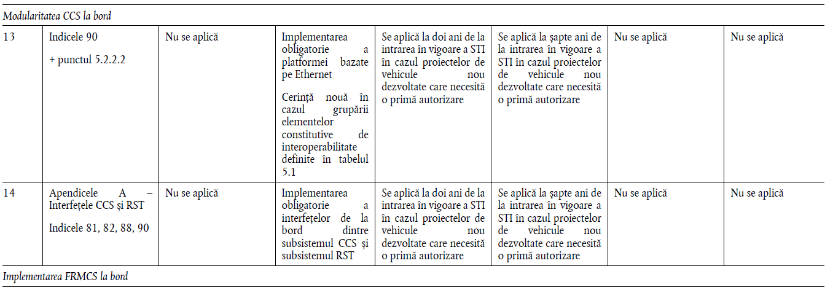 Modularitatea CCS la bord
13
Indicele 90
+ punctul 5.2.2.2
Nu se aplică
Implementarea
obligatorie a
platformei bazate
pe Ethernet
Cerință nouă în
cazul grupării
elementelor
constitutive de
interoperabilitate
definite în tabelul
5.1
Se aplică la doi ani de la
intrarea în vigoare a STI
în cazul proiectelor de
vehicule nou
dezvoltate care necesită
o primă autorizare
Se aplică la șapte ani de
la intrarea în vigoare a
STI în cazul proiectelor
de vehicule nou
dezvoltate care necesită
o primă autorizare
Nu se aplică
Nu se aplică
14
Apendicele A –
Interfețele CCS și RST
Indicele 81, 82, 88, 90
Nu se aplică
Implementarea
obligatorie a
interfețelor de la
bord dintre
subsistemul CCS și
subsistemul RST
Se aplică la doi ani de la
intrarea în vigoare a STI
în cazul proiectelor de
vehicule nou
dezvoltate care necesită
o primă autorizare
Se aplică la șapte ani de
la intrarea în vigoare a
STI în cazul proiectelor
de vehicule nou
dezvoltate care necesită
o primă autorizare
Nu se aplică
Nu se aplică
Implementarea FRMCS la bord